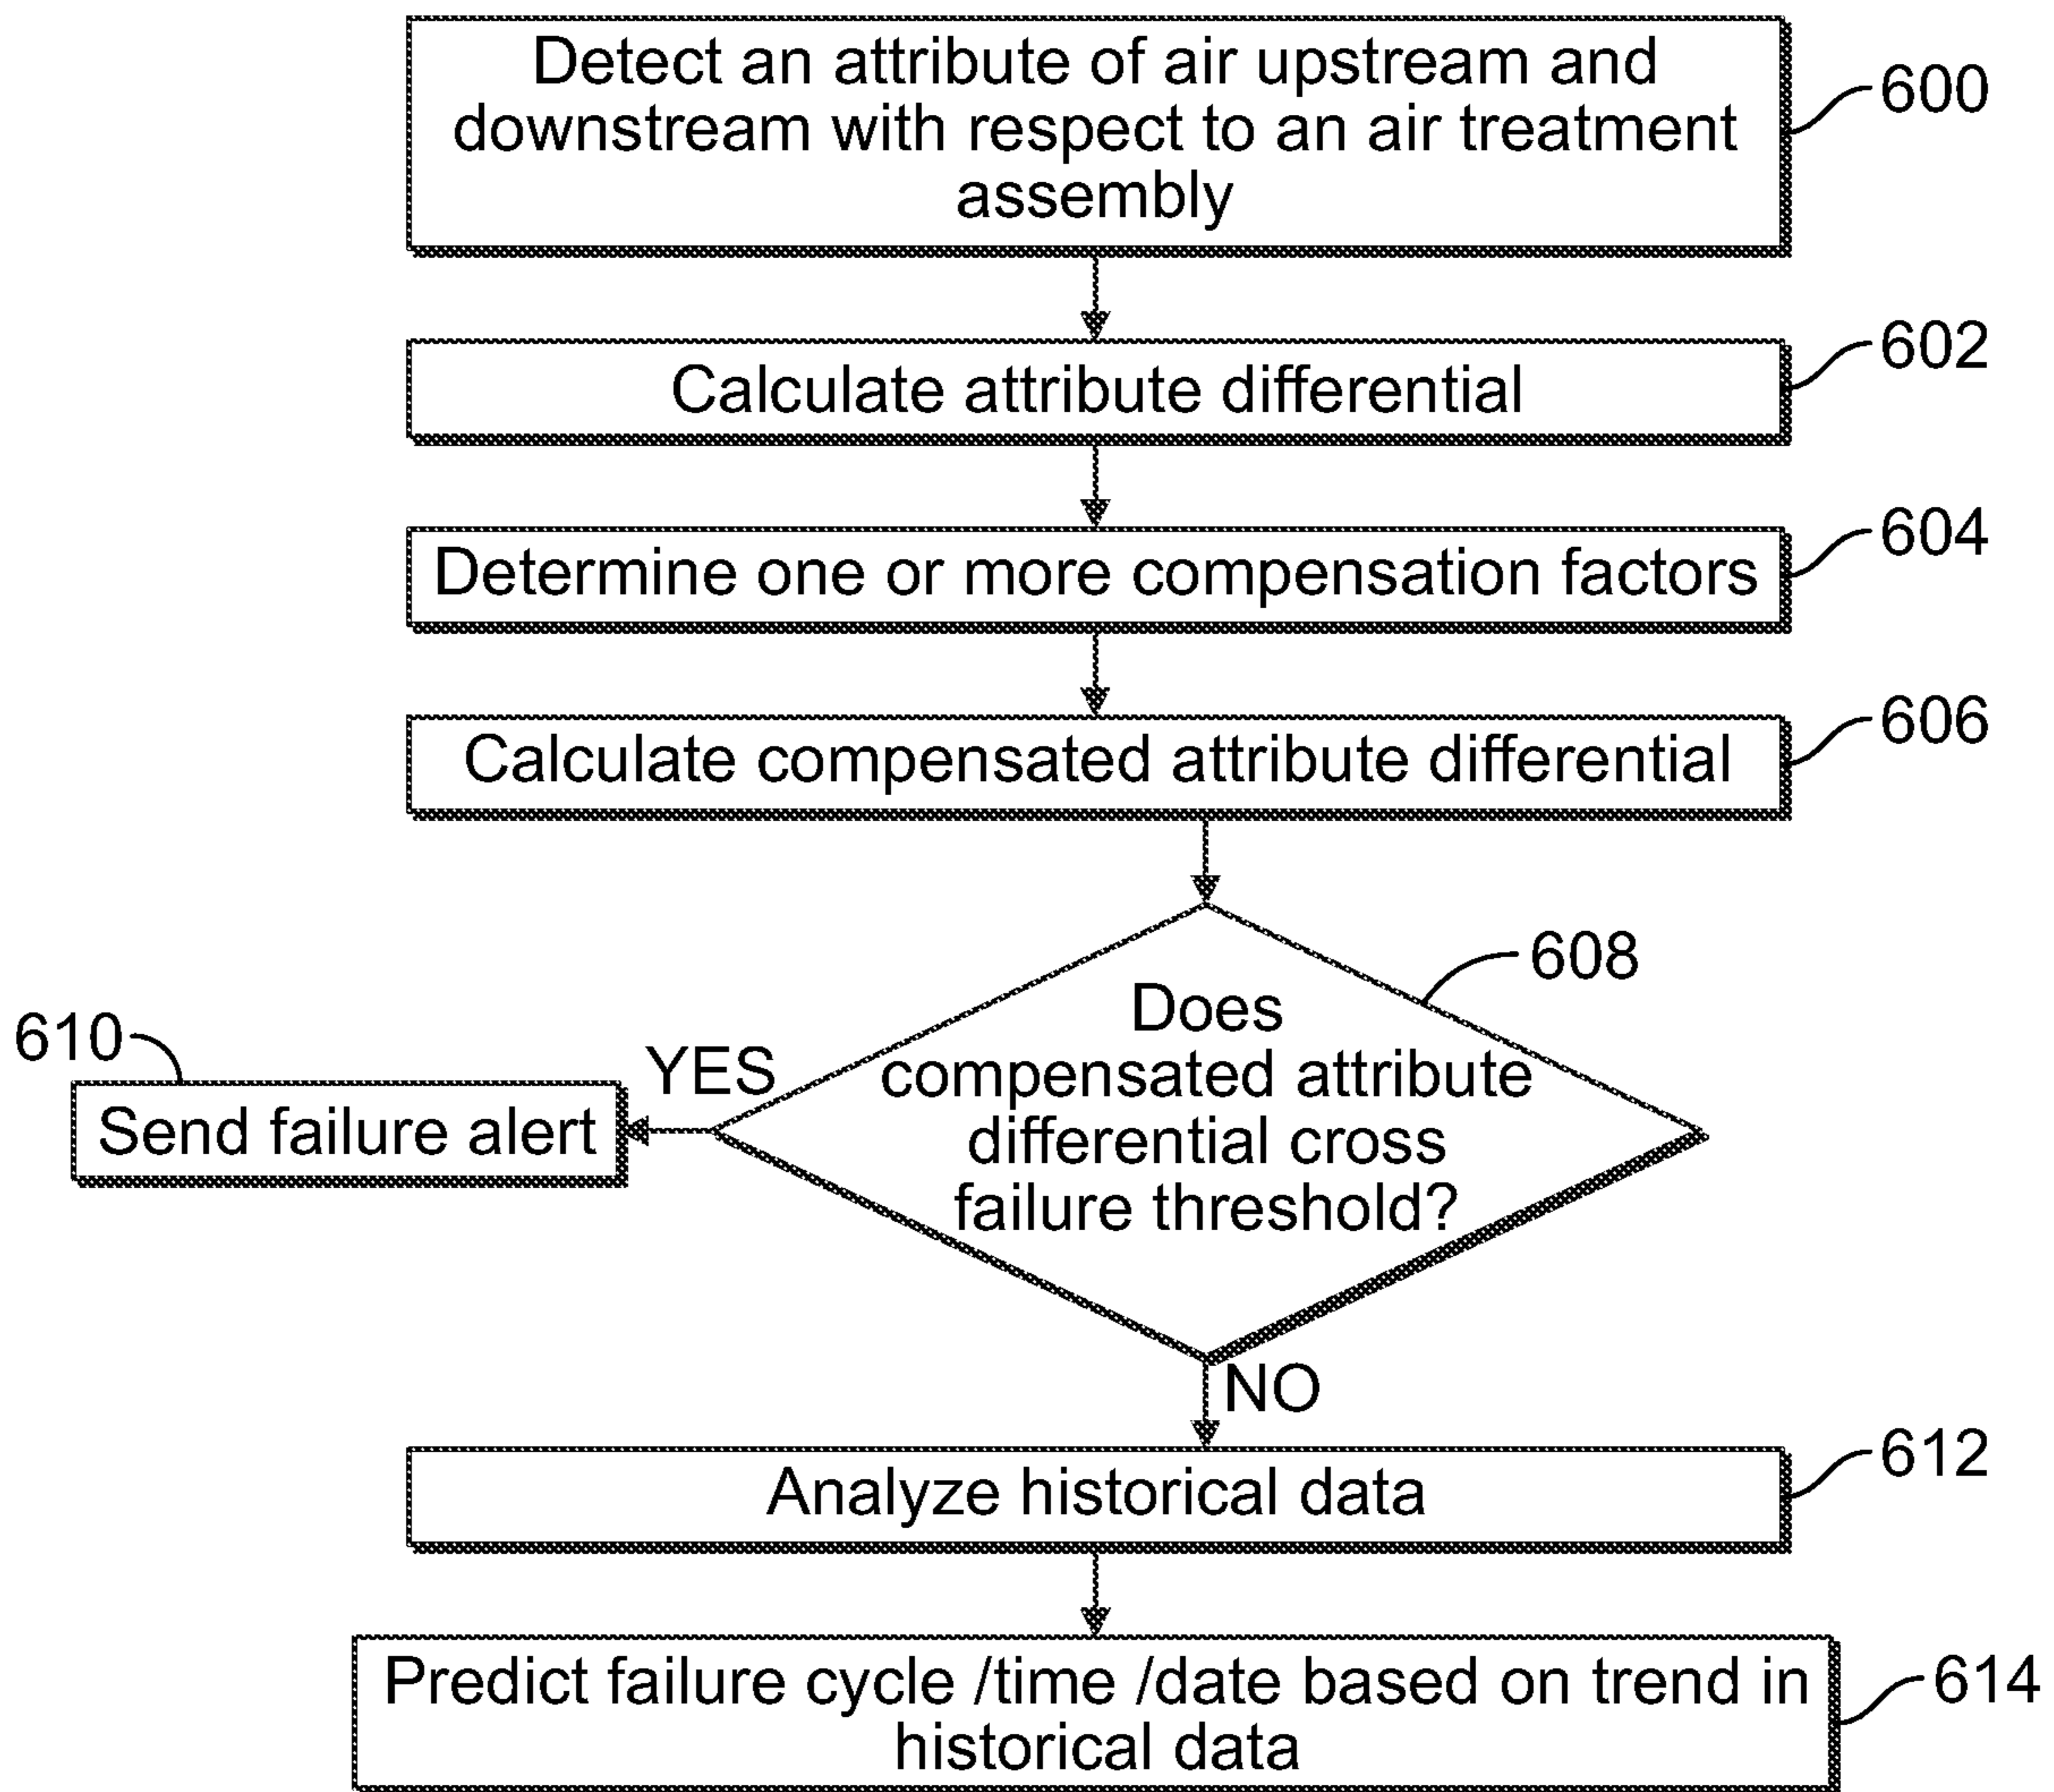 Detect an attribute of air upstream and
downstream with respect to an air treatment
assembly
600
Calculate attribute differential
602
Determine one or more compensation factors
604
Calculate compensated attribute differential
606
608
Does
compensated attribute
differential cross
failure threshold?
610
YES
Send failure alert
NO
Analyze historical data
612
Predict failure cycle /time /date based on trend in
historical data
614